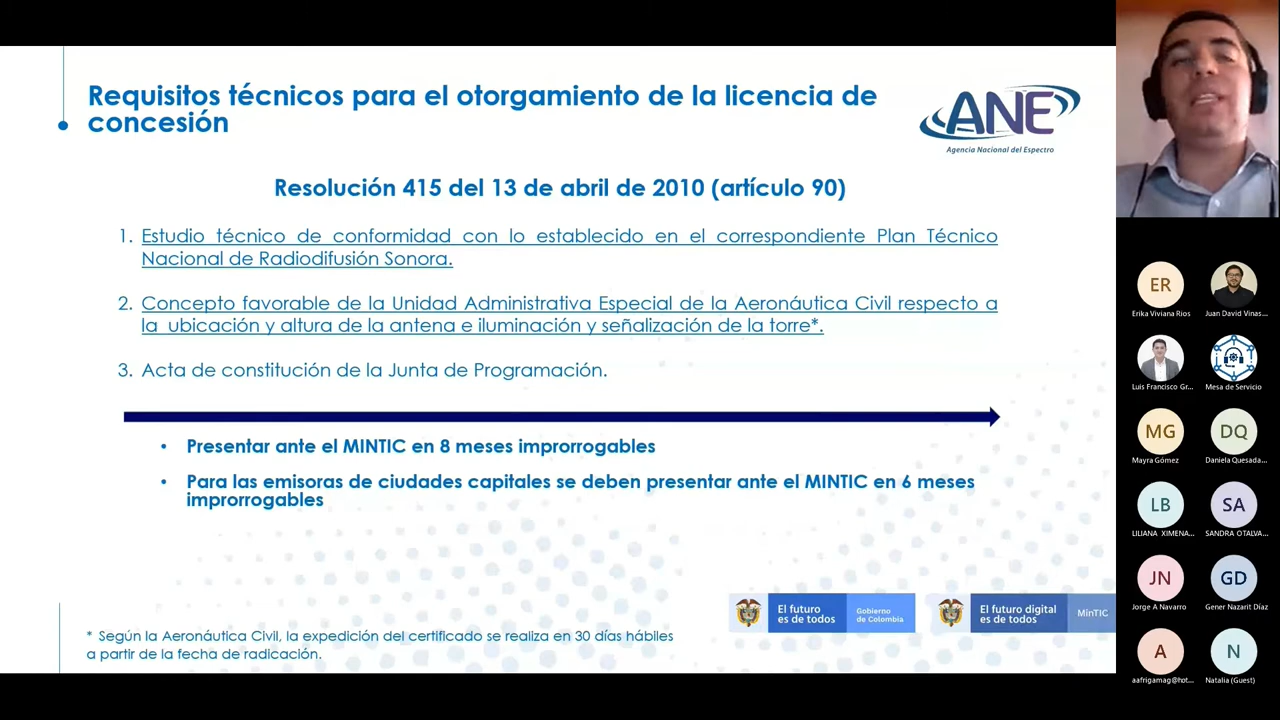 Requisitos técnicos para el otorgamiento de la licencia de
concesión
ANE
Agencia Nacional del Espectro
Resolución 415 del 13 de abril de 2010 (artículo 90)
1. Estudio técnico de conformidad con lo establecido en el correspondiente Plan Técnico
Nacional de Radiodifusión Sonora.
2. Concepto favorable de la Unidad Administrativa Especial de la Aeronáutica Civil respecto a
la ubicación y altura de la antena e iluminación y señalización de la torre*.
3. Acta de constitución de la Junta de Programación.
• Presentar ante el MINTIC en 8 meses improrrogables
• Para las emisoras de ciudades capitales se deben presentar ante el MINTIC en 6 meses
improrrogables
El futuro
es de todos
Gobierno
de Colombia
El futuro digital
es de todos
MinTIC
* Según la Aeronáutica Civil, la expedición del certificado se realiza en 30 días hábiles
a partir de la fecha de radicación.
ER
Erika Viviana Rios
Juan David Vinas...
Luis Francisco Gr...
Mesa de Servicio
MG
Mayra Gómez
DQ
Daniela Quesada...
LB
LILIANA XIMENA...
SA
SANDRA OTALVA...
JN
Jorge A Navarro
GD
Gener Nazarit Díaz
A
aafrigamag@hot...
N
Natalia (Guest)